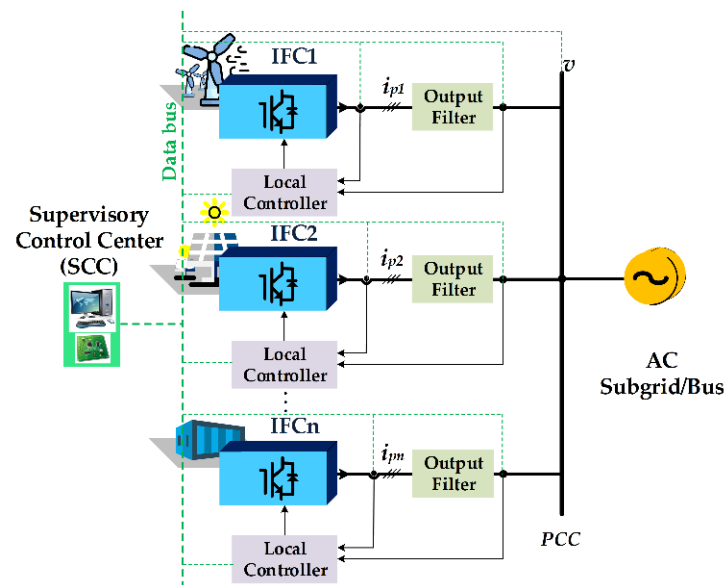 IFC1
v
i_p1
Output
Filter
Data bus
Local
Controller
Supervisory
Control Center
(SCC)
IFC2
i_p2
Output
Filter
Local
Controller
AC
Subgrid/Bus
IFCn
i_pn
Output
Filter
Local
Controller
PCC